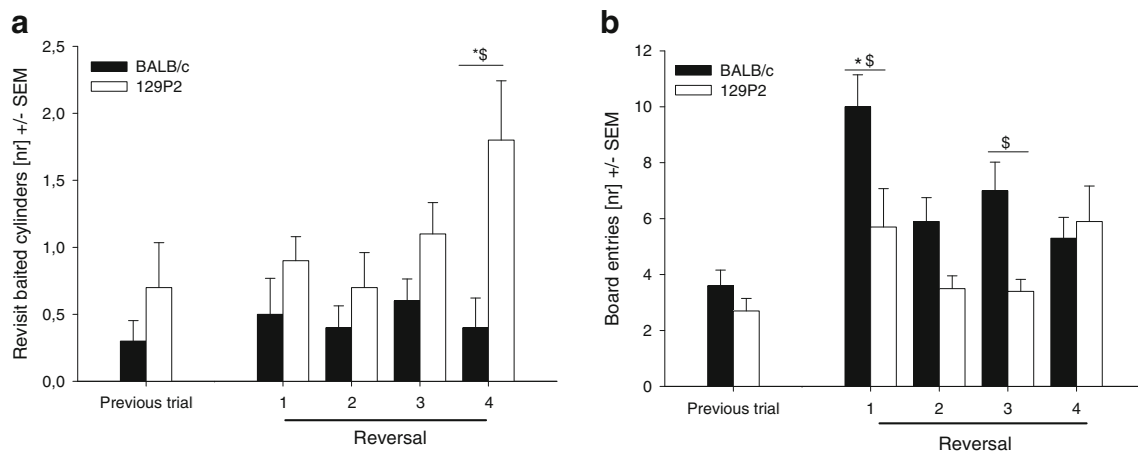 a
Revisit baited cylinders [nr] +/- SEM
2,5
2,0
1,5
1,0
0,5
0,0
BALB/c
129P2
*$
Previous trial
1 2 3 4
Reversal
b
Board entries [nr] +/- SEM
12
10
8
6
4
2
0
BALB/c
129P2
* $
$
Previous trial
1 2 3 4
Reversal